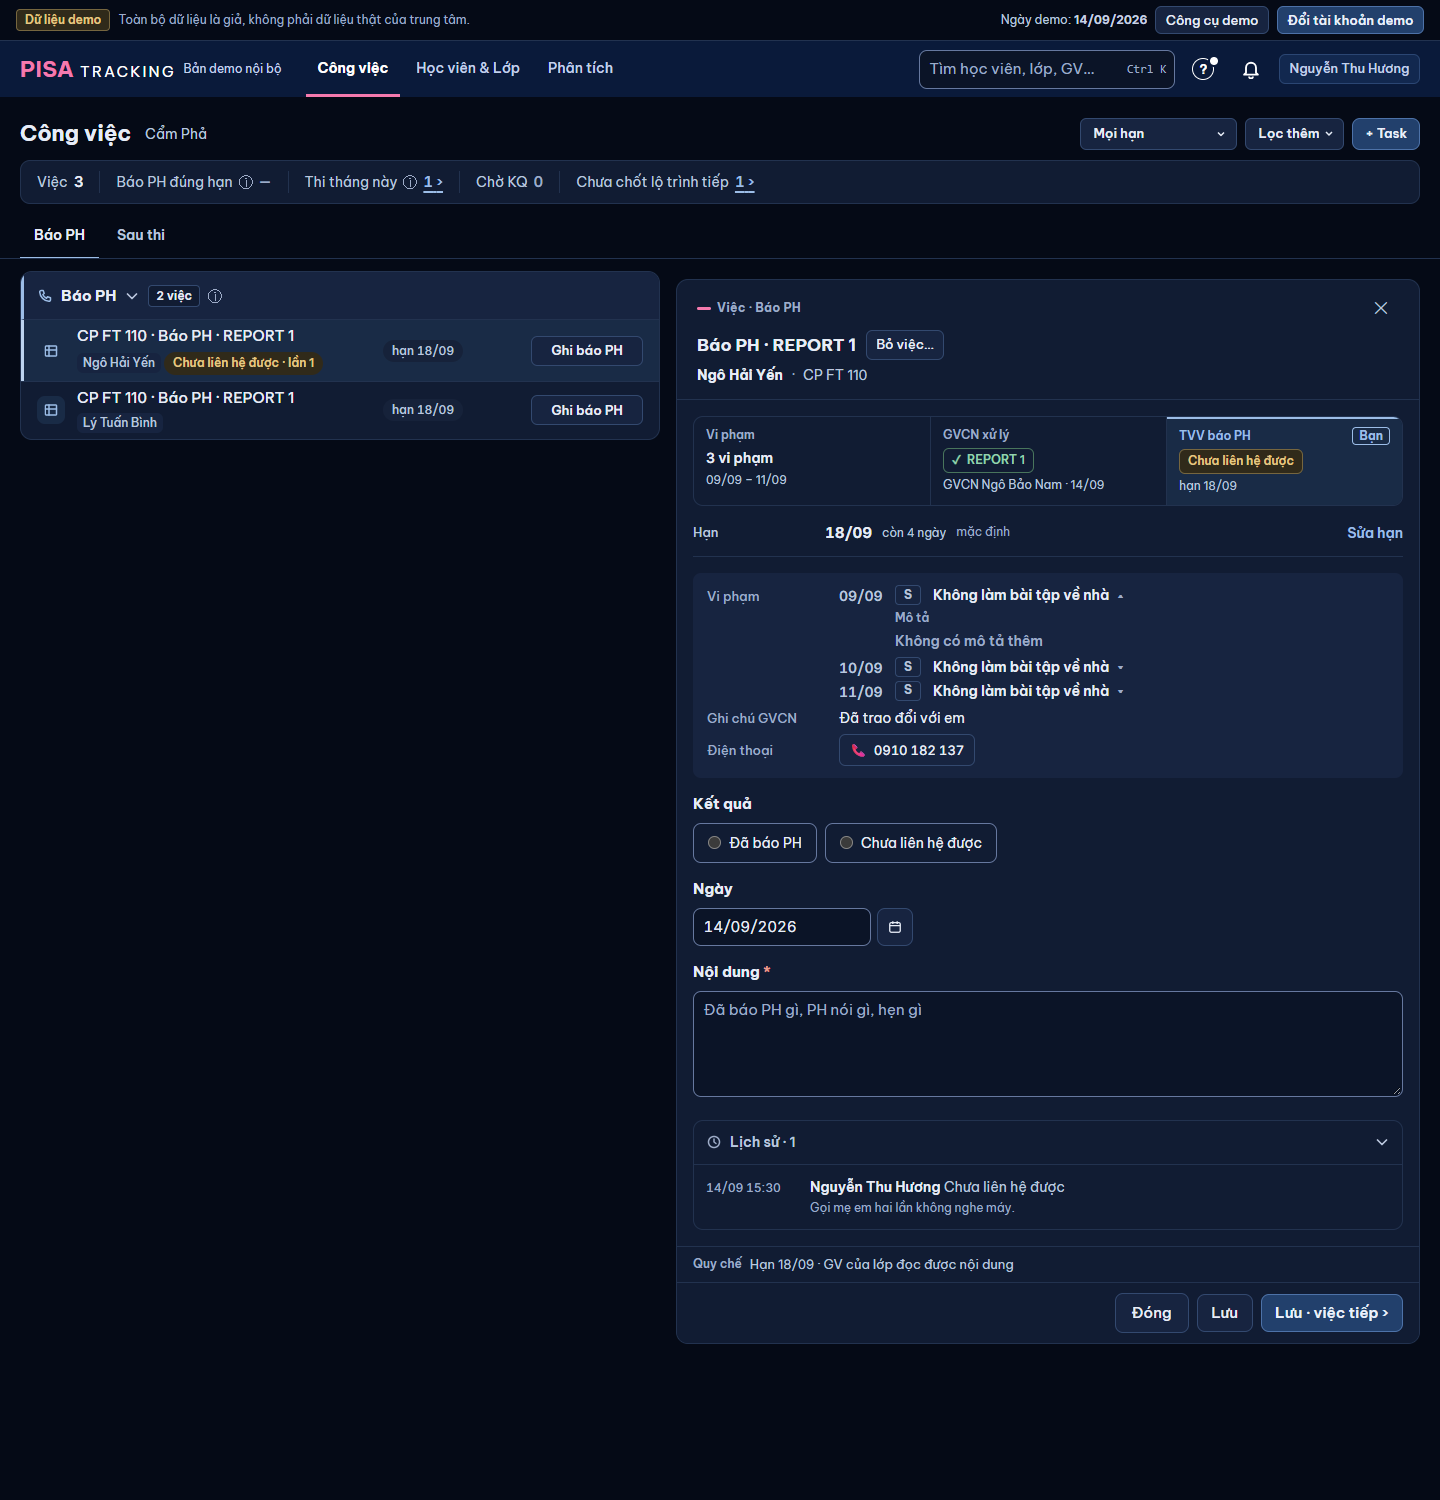 Dữ liệu demo Toàn bộ dữ liệu là giả, không phải dữ liệu thật của trung tâm. Ngày demo: 14/09/2026 Công cụ demo Đổi tài khoản demo
PISA TRACKING Bản demo nội bộ Công việc Học viên & Lớp Phân tích Tìm học viên, lớp, GV... Ctrl K ? Nguyễn Thu Hương
Công việc Cẩm Phả Mọi hạn Lọc thêm + Task
Việc 3 Báo PH đúng hạn ⓘ — Thi tháng này ⓘ 1 › Chờ KQ 0 Chưa chốt lộ trình tiếp 1 ›
Báo PH Sau thi
Báo PH 2 việc ⓘ
CP FT 110 · Báo PH · REPORT 1
Ngô Hải Yến Chưa liên hệ được · lần 1 hạn 18/09 Ghi báo PH
CP FT 110 · Báo PH · REPORT 1
Lý Tuấn Bình hạn 18/09 Ghi báo PH
Việc · Báo PH
Báo PH · REPORT 1 Bỏ việc...
Ngô Hải Yến · CP FT 110
Vi phạm
3 vi phạm
09/09 – 11/09
GVCN xử lý
✓ REPORT 1
GVCN Ngô Bảo Nam · 14/09
TVV báo PH Bạn
Chưa liên hệ được
hạn 18/09
Hạn 18/09 còn 4 ngày mặc định Sửa hạn
Vi phạm 09/09 S Không làm bài tập về nhà
Mô tả
Không có mô tả thêm
10/09 S Không làm bài tập về nhà
11/09 S Không làm bài tập về nhà
Ghi chú GVCN Đã trao đổi với em
Điện thoại 0910 182 137
Kết quả
Đã báo PH Chưa liên hệ được
Ngày
14/09/2026
Nội dung *
Đã báo PH gì, PH nói gì, hẹn gì
Lịch sử · 1
14/09 15:30 Nguyễn Thu Hương Chưa liên hệ được
Gọi mẹ em hai lần không nghe máy.
Quy chế Hạn 18/09 · GV của lớp đọc được nội dung
Đóng Lưu Lưu · việc tiếp ›